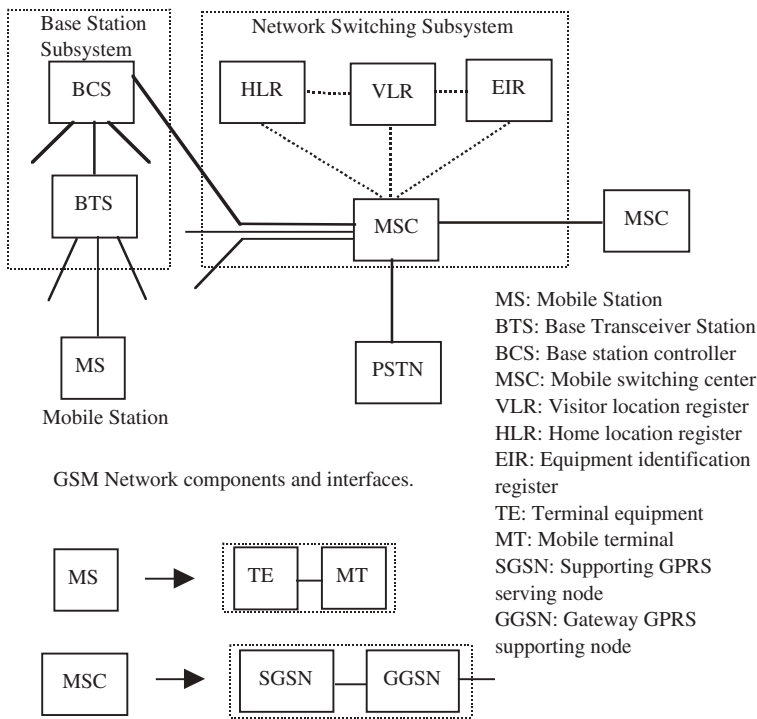 Base Station
Subsystem
Network Switching Subsystem
BCS
HLR
VLR
EIR
BTS
MSC
MSC
MS
PSTN
Mobile Station
MS: Mobile Station
BTS: Base Transceiver Station
BCS: Base station controller
MSC: Mobile switching center
VLR: Visitor location register
HLR: Home location register
EIR: Equipment identification
register
TE: Terminal equipment
MT: Mobile terminal
SGSN: Supporting GPRS
serving node
GGSN: Gateway GPRS
supporting node
GSM Network components and interfaces.
MS
TE
MT
MSC
SGSN
GGSN